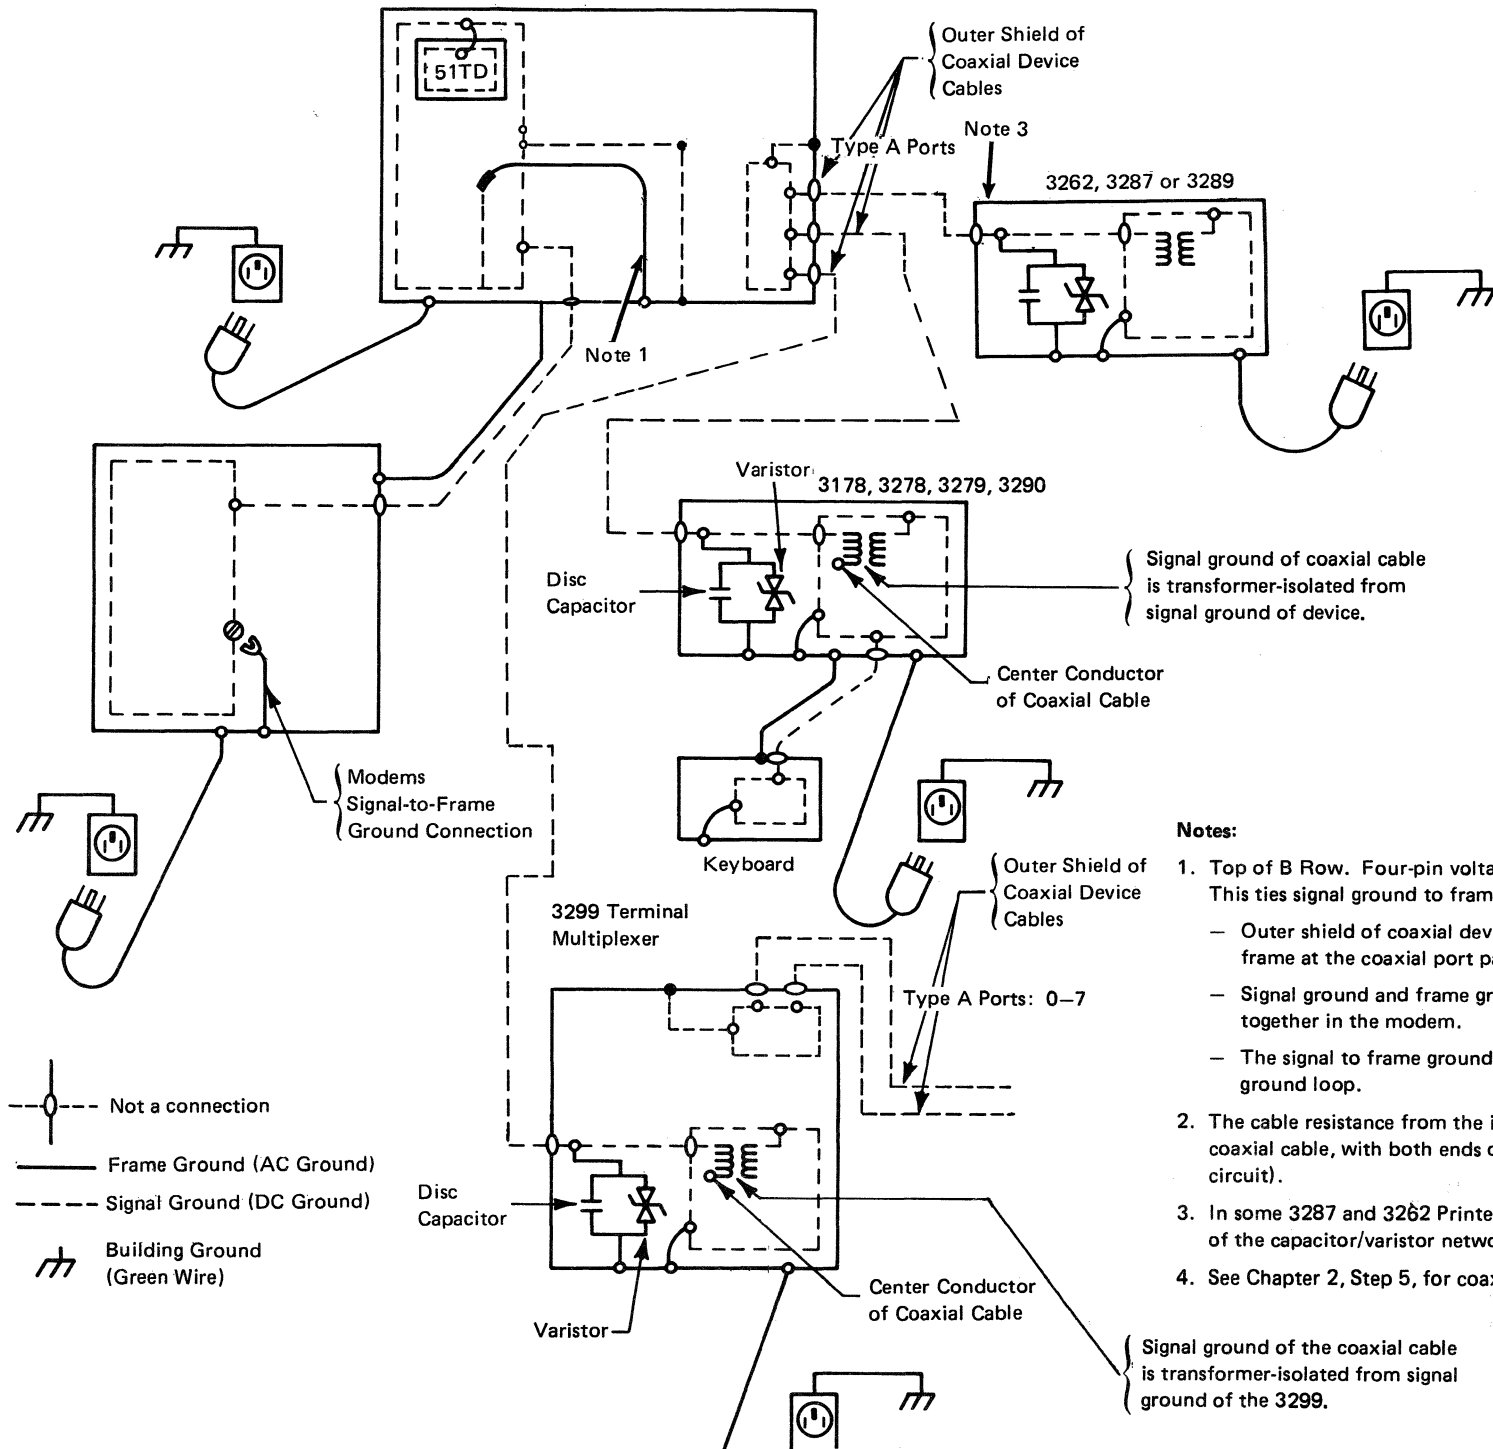 Outer Shield of
Coaxial Device
Cables
51TD
Type A Ports
Note 3
3262, 3287 or 3289
Note 1
Varistor
3178, 3278, 3279, 3290
Disc
Capacitor
Signal ground of coaxial cable
is transformer-isolated from
signal ground of device.
Center Conductor
of Coaxial Cable
Modems
Signal-to-Frame
Ground Connection
Keyboard
Outer Shield of
Coaxial Device
Cables
3299 Terminal
Multiplexer
Type A Ports: 0–7
Notes:
1. Top of B Row. Four-pin
This ties signal ground to
– Outer shield of coaxial
frame at the coaxial port
– Signal ground and frame
together in the modem.
– The signal to frame ground
ground loop.
2. The cable resistance from the
coaxial cable, with both ends
circuit).
3. In some 3287 and 3262
of the capacitor/varistor
4. See Chapter 2, Step 5, for
Not a connection
Frame Ground (AC Ground)
Signal Ground (DC Ground)
Building Ground
(Green Wire)
Disc
Capacitor
Varistor
Center Conductor
of Coaxial Cable
Signal ground of the coaxial cable
is transformer-isolated from signal
ground of the 3299.